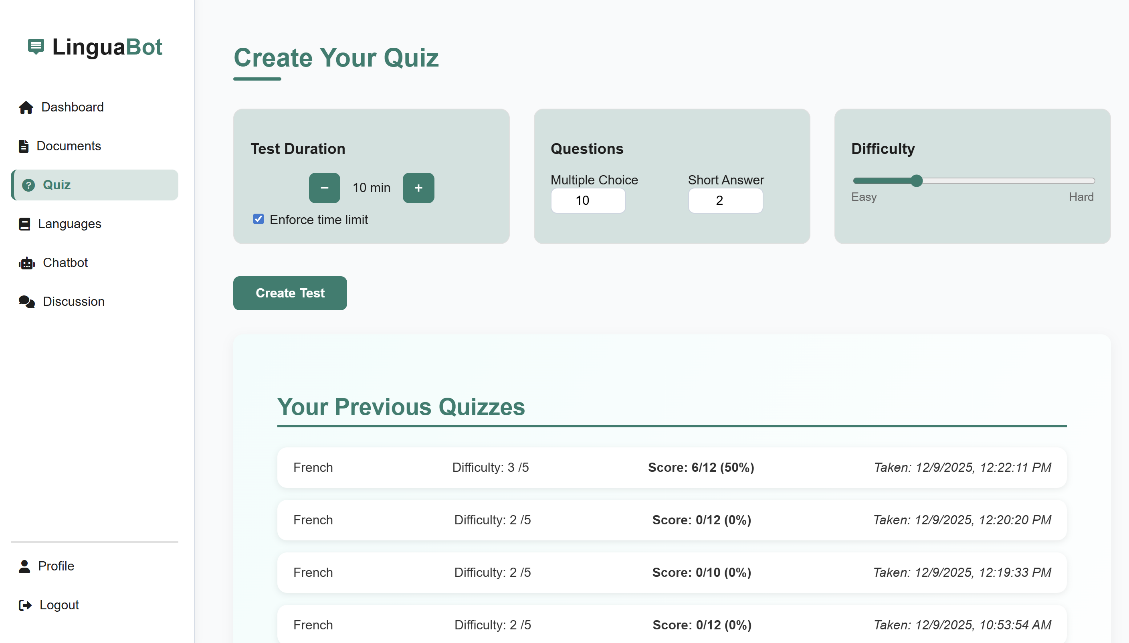 LinguaBot
Dashboard
Documents
Quiz
Languages
Chatbot
Discussion
Profile
Logout
Create Your Quiz
Test Duration
− 10 min +
Enforce time limit
Questions
Multiple Choice Short Answer
10 2
Difficulty
Easy Hard
Create Test
Your Previous Quizzes
French Difficulty: 3 /5 Score: 6/12 (50%) Taken: 12/9/2025, 12:22:11 PM
French Difficulty: 2 /5 Score: 0/12 (0%) Taken: 12/9/2025, 12:20:20 PM
French Difficulty: 2 /5 Score: 0/10 (0%) Taken: 12/9/2025, 12:19:33 PM
French Difficulty: 2 /5 Score: 0/12 (0%) Taken: 12/9/2025, 10:53:54 AM